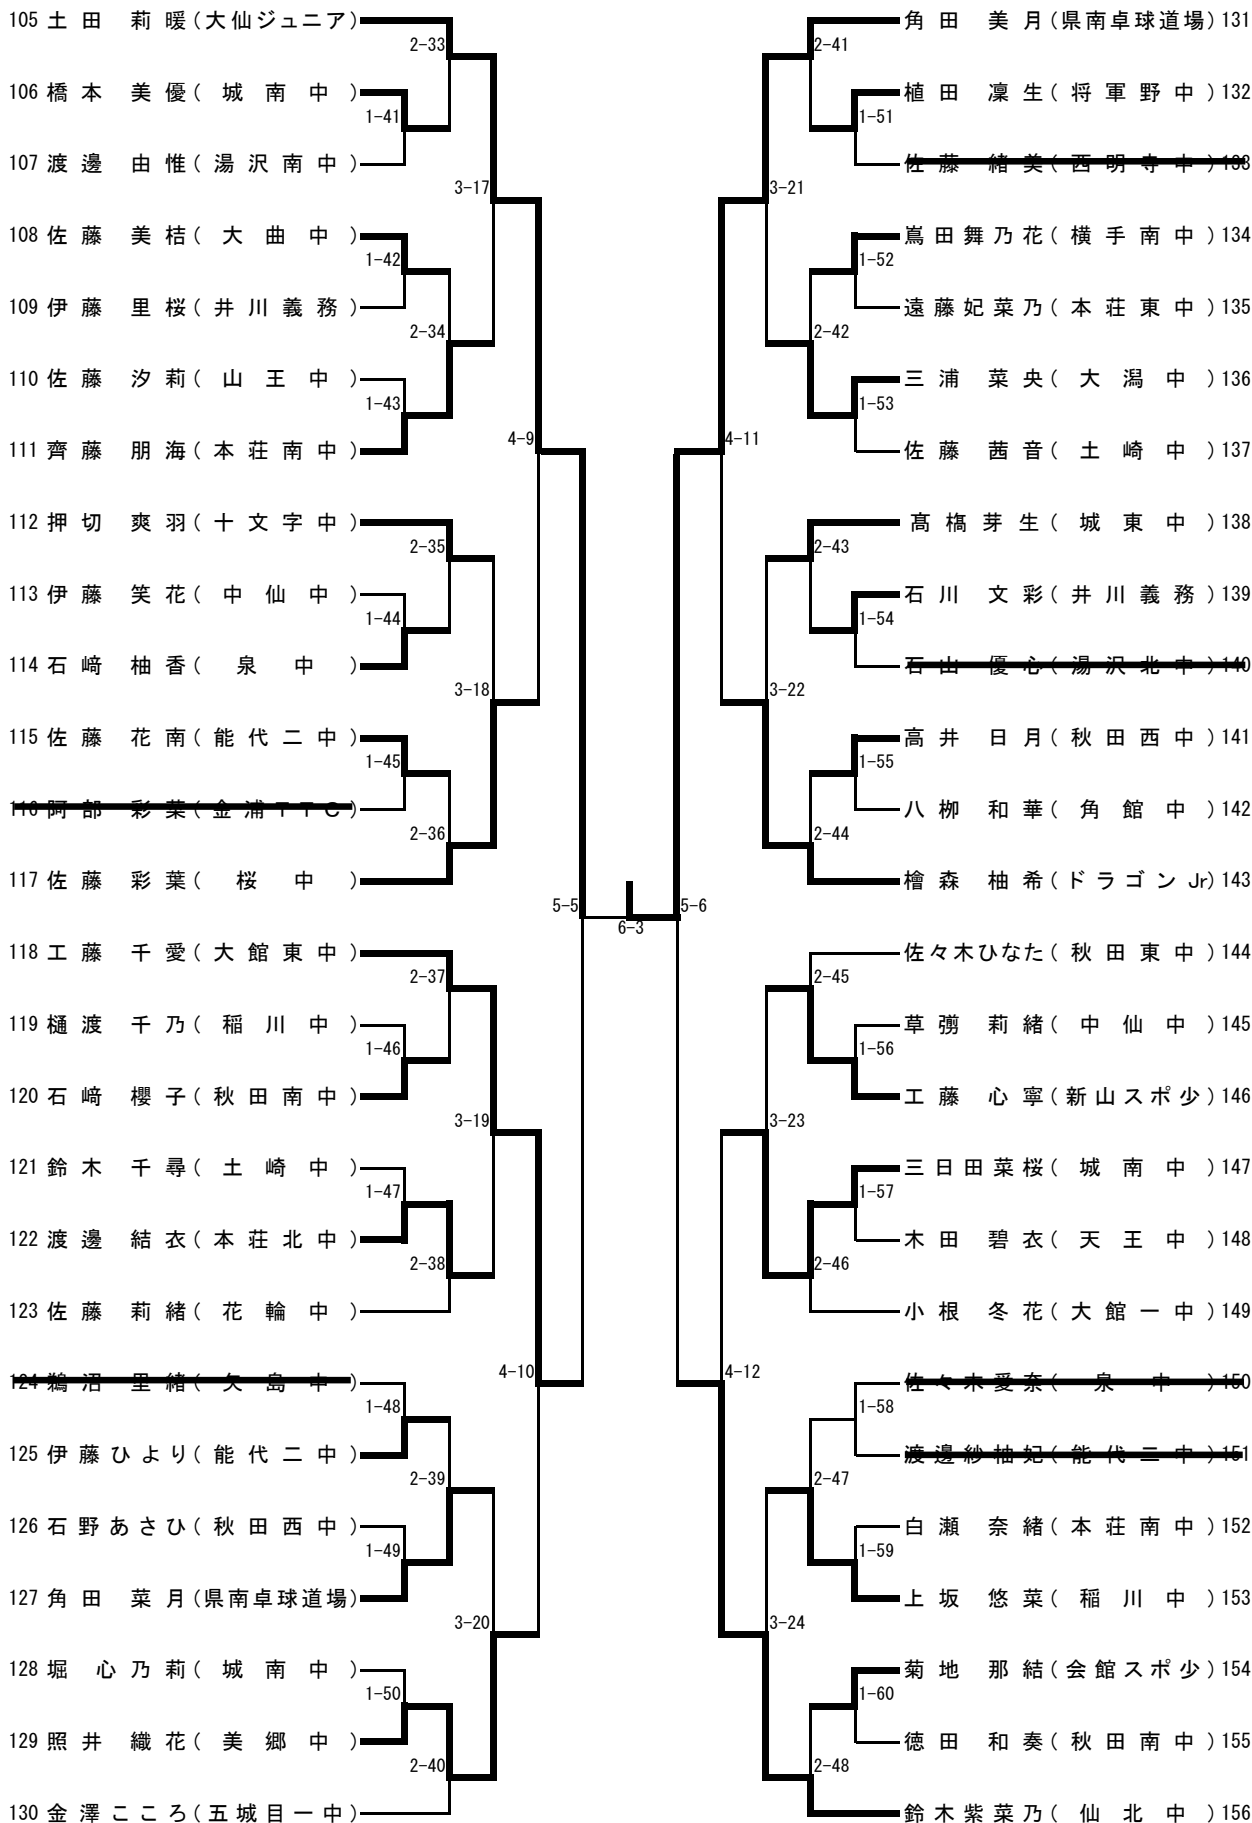 105 土田 莉暖(大仙ジュニア)
2-33
106 橋本 美優(城南中)
1-41
107 渡邊 由惟(湯沢南中)
3-17
108 佐藤 美桔(大曲中)
1-42
109 伊藤 里桜(井川義務)
2-34
110 佐藤 汐莉(山王中)
1-43
111 齊藤 朋海(本荘南中)
4-9
112 押切 爽羽(十文字中)
2-35
113 伊藤 笑花(中仙中)
1-44
114 石﨑 柚香(泉中)
3-18
115 佐藤 花南(能代二中)
1-45
116 阿部 彩葉(金浦TTC)
2-36
117 佐藤 彩葉(桜中)
5-5
118 工藤 千愛(大館東中)
2-37
119 樋渡 千乃(稲川中)
1-46
120 石﨑 櫻子(秋田南中)
3-19
121 鈴木 千尋(土崎中)
1-47
122 渡邊 結衣(本荘北中)
2-38
123 佐藤 莉緒(花輪中)
4-10
124 鵜沼 里緒(矢島中)
1-48
125 伊藤ひより(能代二中)
2-39
126 石野あさひ(秋田西中)
1-49
127 角田 菜月(県南卓球道場)
3-20
128 堀 心乃莉(城南中)
1-50
129 照井 織花(美郷中)
2-40
130 金澤こころ(五城目一中)
6-3
角田 美月(県南卓球道場)131
2-41
植田 凜生(将軍野中)132
1-51
佐藤 緒美(西明寺中)133
3-21
嶌田舞乃花(横手南中)134
1-52
遠藤妃菜乃(本荘東中)135
2-42
三浦 菜央(大潟中)136
1-53
佐藤 茜音(土崎中)137
4-11
髙槗芽生(城東中)138
2-43
石川 文彩(井川義務)139
1-54
石山 優心(湯沢北中)140
3-22
高井 日月(秋田西中)141
1-55
八栁 和華(角館中)142
2-44
檜森 柚希(ドラゴンJr)143
5-6
佐々木ひなた(秋田東中)144
2-45
草彅 莉緒(中仙中)145
1-56
工藤 心寧(新山スポ少)146
3-23
三日田菜桜(城南中)147
1-57
木田 碧衣(天王中)148
2-46
小根 冬花(大館一中)149
4-12
佐々木愛奈(泉中)150
1-58
渡邊紗柚妃(能代二中)151
2-47
白瀬 奈緒(本荘南中)152
1-59
上坂 悠菜(稲川中)153
3-24
菊地 那結(会館スポ少)154
1-60
徳田 和奏(秋田南中)155
2-48
鈴木紫菜乃(仙北中)156